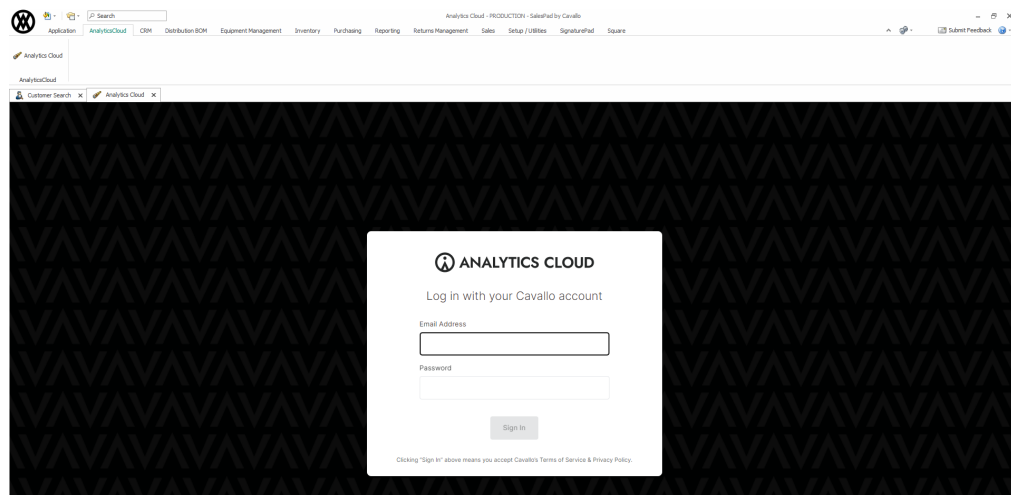 Search
Analytics Cloud - PRODUCTION - SalesPad by Cavallo
Application AnalyticsCloud CRM Distribution BOM Equipment Management Inventory Purchasing Reporting Returns Management Sales Setup / Utilities SignaturePad Square Submit Feedback
Analytics Cloud
AnalyticsCloud
Customer Search Analytics Cloud
ANALYTICS CLOUD
Log in with your Cavallo account
Email Address
Password
Sign In
Clicking "Sign In" above means you accept Cavallo's Terms of Service & Privacy Policy.